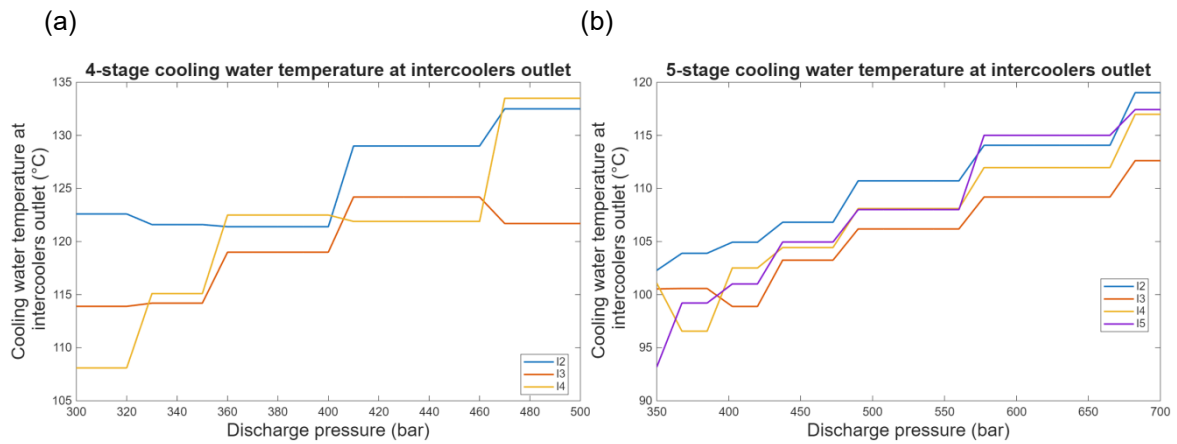 (a)
4-stage cooling water temperature at intercoolers outlet
Cooling water temperature at
intercoolers outlet (°C)
135
130
125
120
115
110
105
300 320 340 360 380 400 420 440 460 480 500
Discharge pressure (bar)
I2
I3
I4
(b)
5-stage cooling water temperature at intercoolers outlet
Cooling water temperature at
intercoolers outlet (°C)
120
115
110
105
100
95
90
350 400 450 500 550 600 650 700
Discharge pressure (bar)
I2
I3
I4
I5